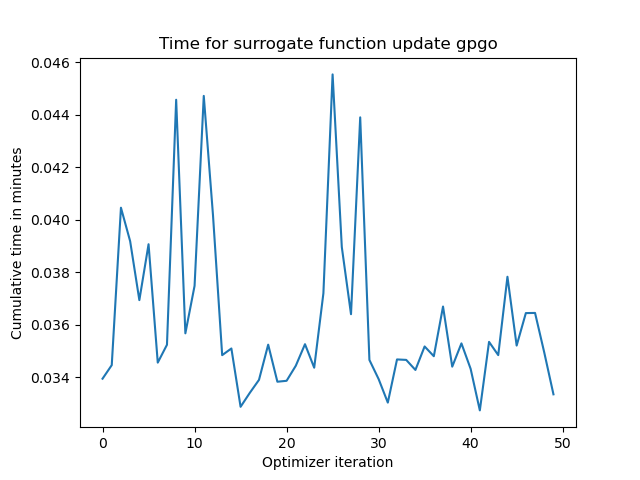 Time for surrogate function update gpgo
Cumulative time in minutes
0.046
0.044
0.042
0.040
0.038
0.036
0.034
0 10 20 30 40 50
Optimizer iteration